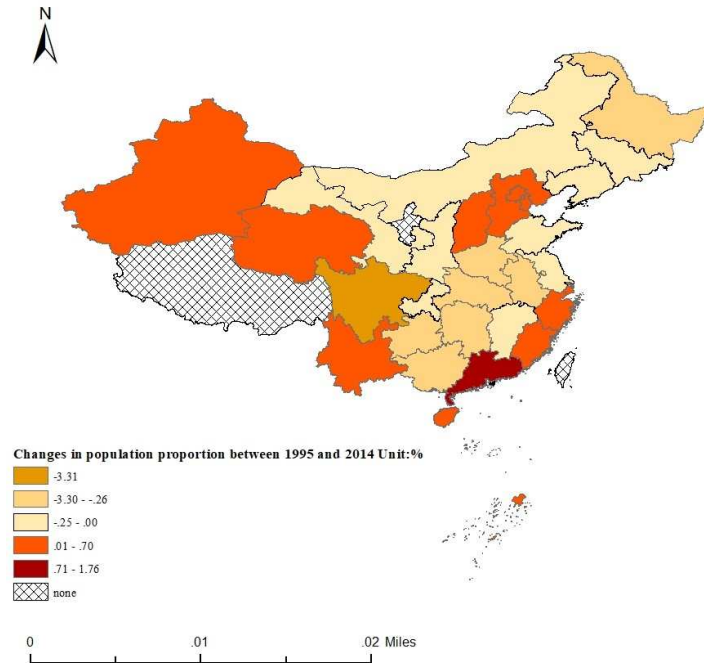 N
Changes in population proportion between 1995 and 2014 Unit:%
-3.31
-3.30 - -.26
-.25 - .00
.01 - .70
.71 - 1.76
none
0 .01 .02 Miles